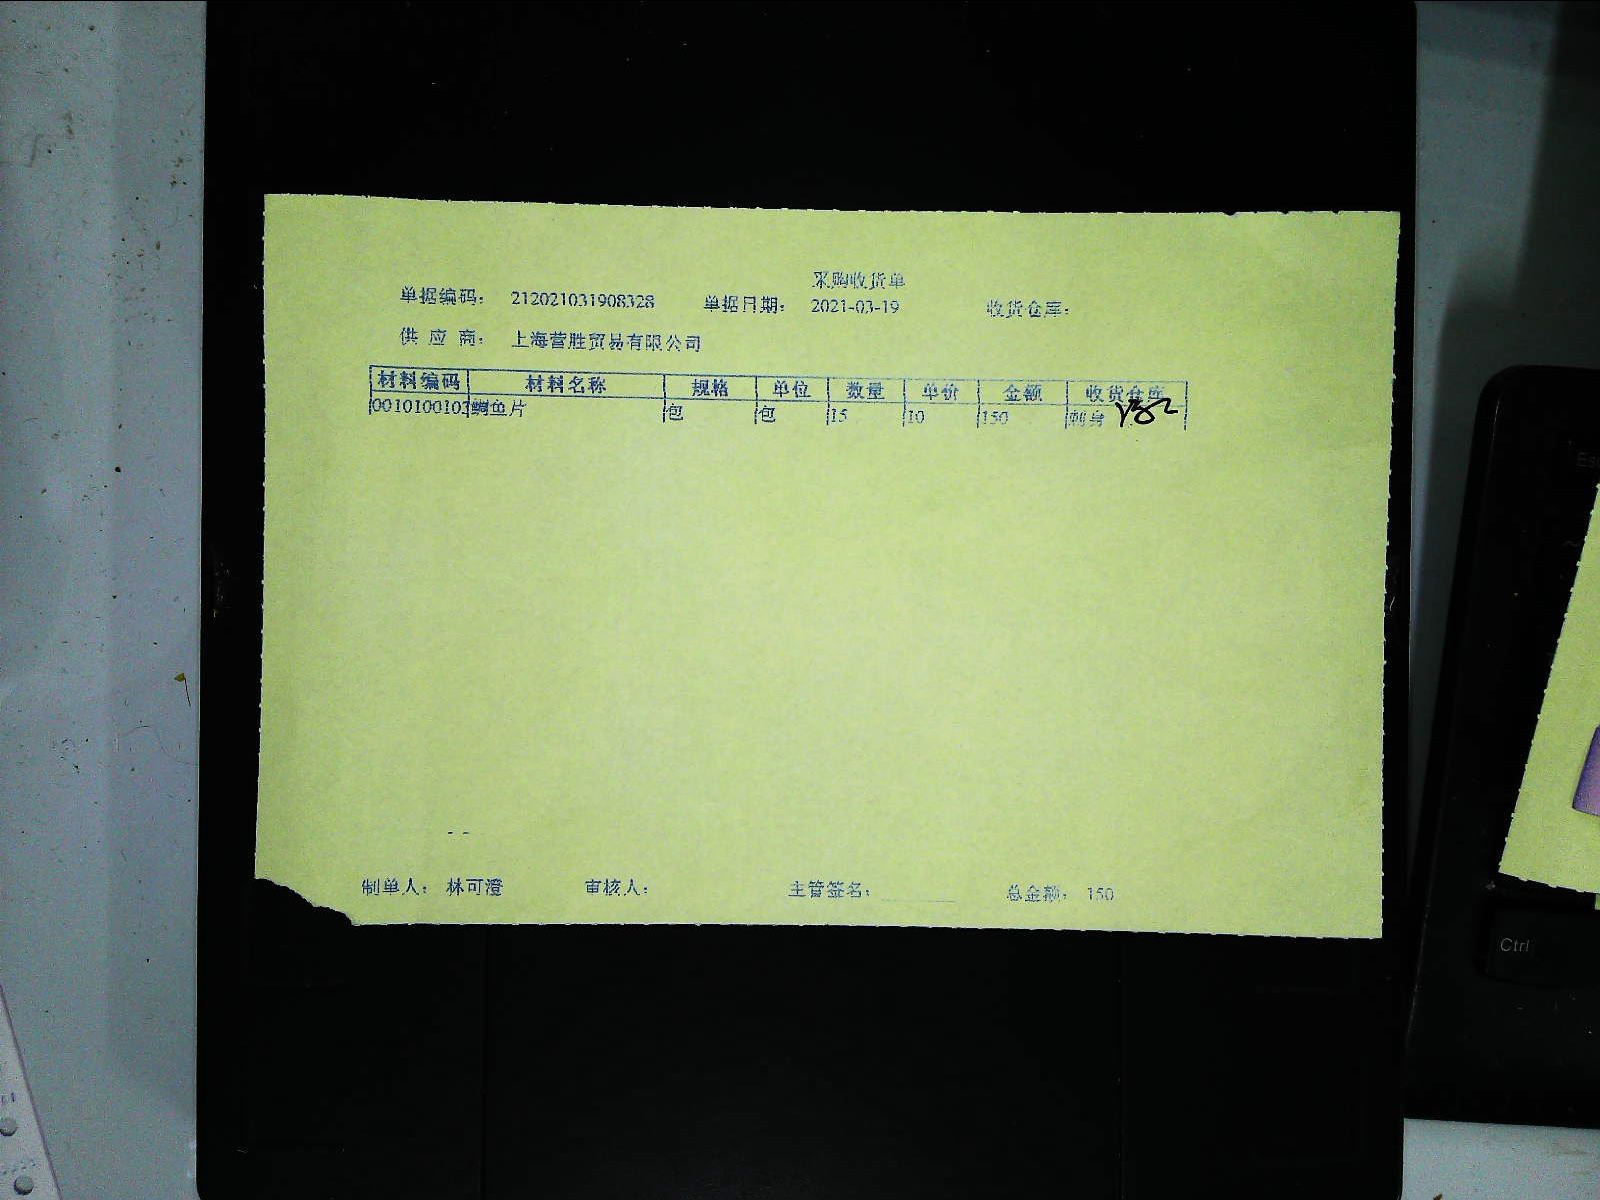 采购收货单
单据编码： 212021031908328 单据日期： 2021-03-19 收货仓库：
供 应 商： 上海营胜贸易有限公司
材料编码 材料名称 规格 单位 数量 单价 金额 收货仓库
0010100103 鲷鱼片 包 包 15 10 150 刺身
制单人： 林可澄 审核人： 主管签名： 总金额： 150
Ctrl